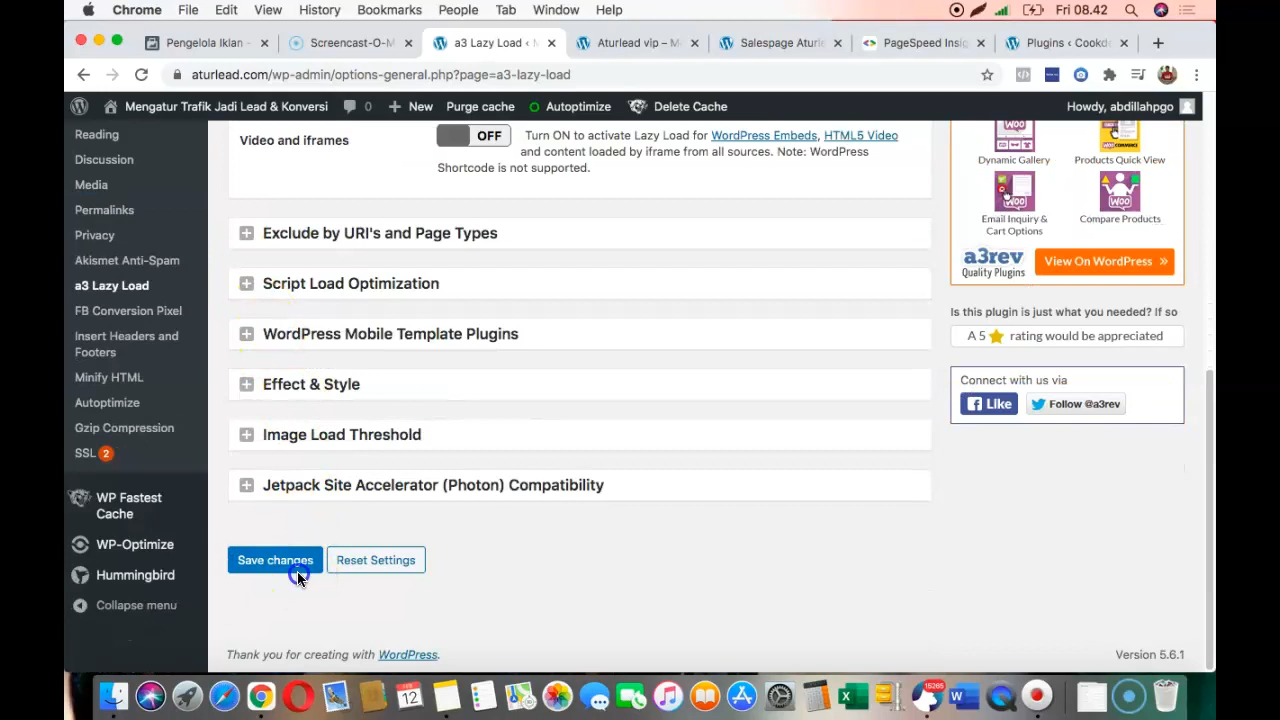 Chrome File Edit View History Bookmarks People Tab Window Help Fri 08.42
Pengelola Iklan - × Screencast-O-M × a3 Lazy Load ‹ M × Aturlead vip – M × Salespage Aturle × PageSpeed Insig × Plugins ‹ Cookd × +
aturlead.com/wp-admin/options-general.php?page=a3-lazy-load
Mengatur Trafik Jadi Lead & Konversi 0 New Purge cache Autoptimize Delete Cache Howdy, abdillahpgo
Reading
Discussion
Media
Permalinks
Privacy
Akismet Anti-Spam
a3 Lazy Load
FB Conversion Pixel
Insert Headers and
Footers
Minify HTML
Autoptimize
Gzip Compression
SSL 2
WP Fastest
Cache
WP-Optimize
Hummingbird
Collapse menu
Video and iframes
OFF
Turn ON to activate Lazy Load for WordPress Embeds, HTML5 Video
and content loaded by iframe from all sources. Note: WordPress
Shortcode is not supported.
Exclude by URI's and Page Types
Script Load Optimization
WordPress Mobile Template Plugins
Effect & Style
Image Load Threshold
Jetpack Site Accelerator (Photon) Compatibility
Save changes Reset Settings
Thank you for creating with WordPress. Version 5.6.1
Dynamic Gallery Products Quick View
Email Inquiry &
Cart Options
Compare Products
a3rev
Quality Plugins
View On WordPress »
Is this plugin is just what you needed? If so
A 5 rating would be appreciated
Connect with us via
Like Follow @a3rev
12
15265